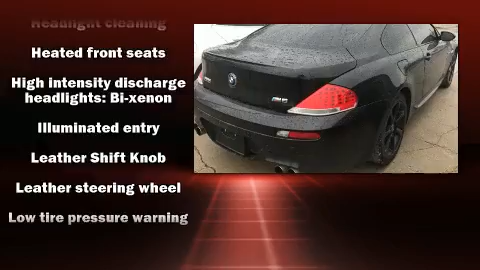 Headlight cleaning
Heated front seats
High intensity discharge
headlights: Bi-xenon
Illuminated entry
Leather Shift Knob
Leather steering wheel
Low tire pressure warning